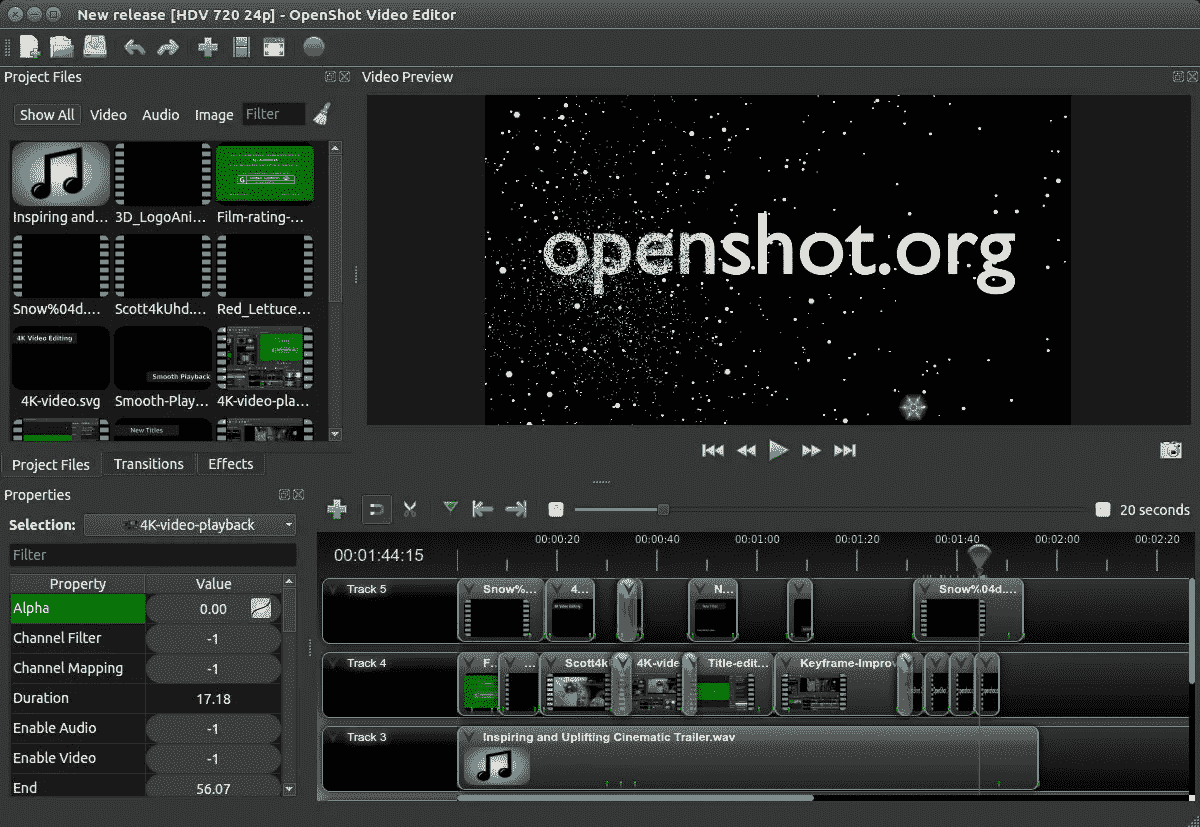 New release [HDV 720 24p] - OpenShot Video Editor
Project Files
Video Preview
Show All Video Audio Image Filter
Inspiring and... 3D_LogoAni... Film-rating-...
Snow%04d.... Scott4kUhd.... Red_Lettuce...
4K Video Editing
Smooth Playback
4K-video.svg Smooth-Play... 4K-video-pla...
New Titles
openshot.org
Project Files Transitions Effects
Properties
Selection: 4K-video-playback
Filter
Property Value
Alpha 0.00
Channel Filter -1
Channel Mapping -1
Duration 17.18
Enable Audio -1
Enable Video -1
End 56.07
20 seconds
00:01:44:15
00:00:20 00:00:40 00:01:00 00:01:20 00:01:40 00:02:00 00:02:20
Track 5 Snow%... 4... N... Snow%04d....
4K Video Editing
New Titles
Track 4 F... ... Scott4k 4K-vide Title-edit... Keyframe-Improv
Track 3 Inspiring and Uplifting Cinematic Trailer.wav